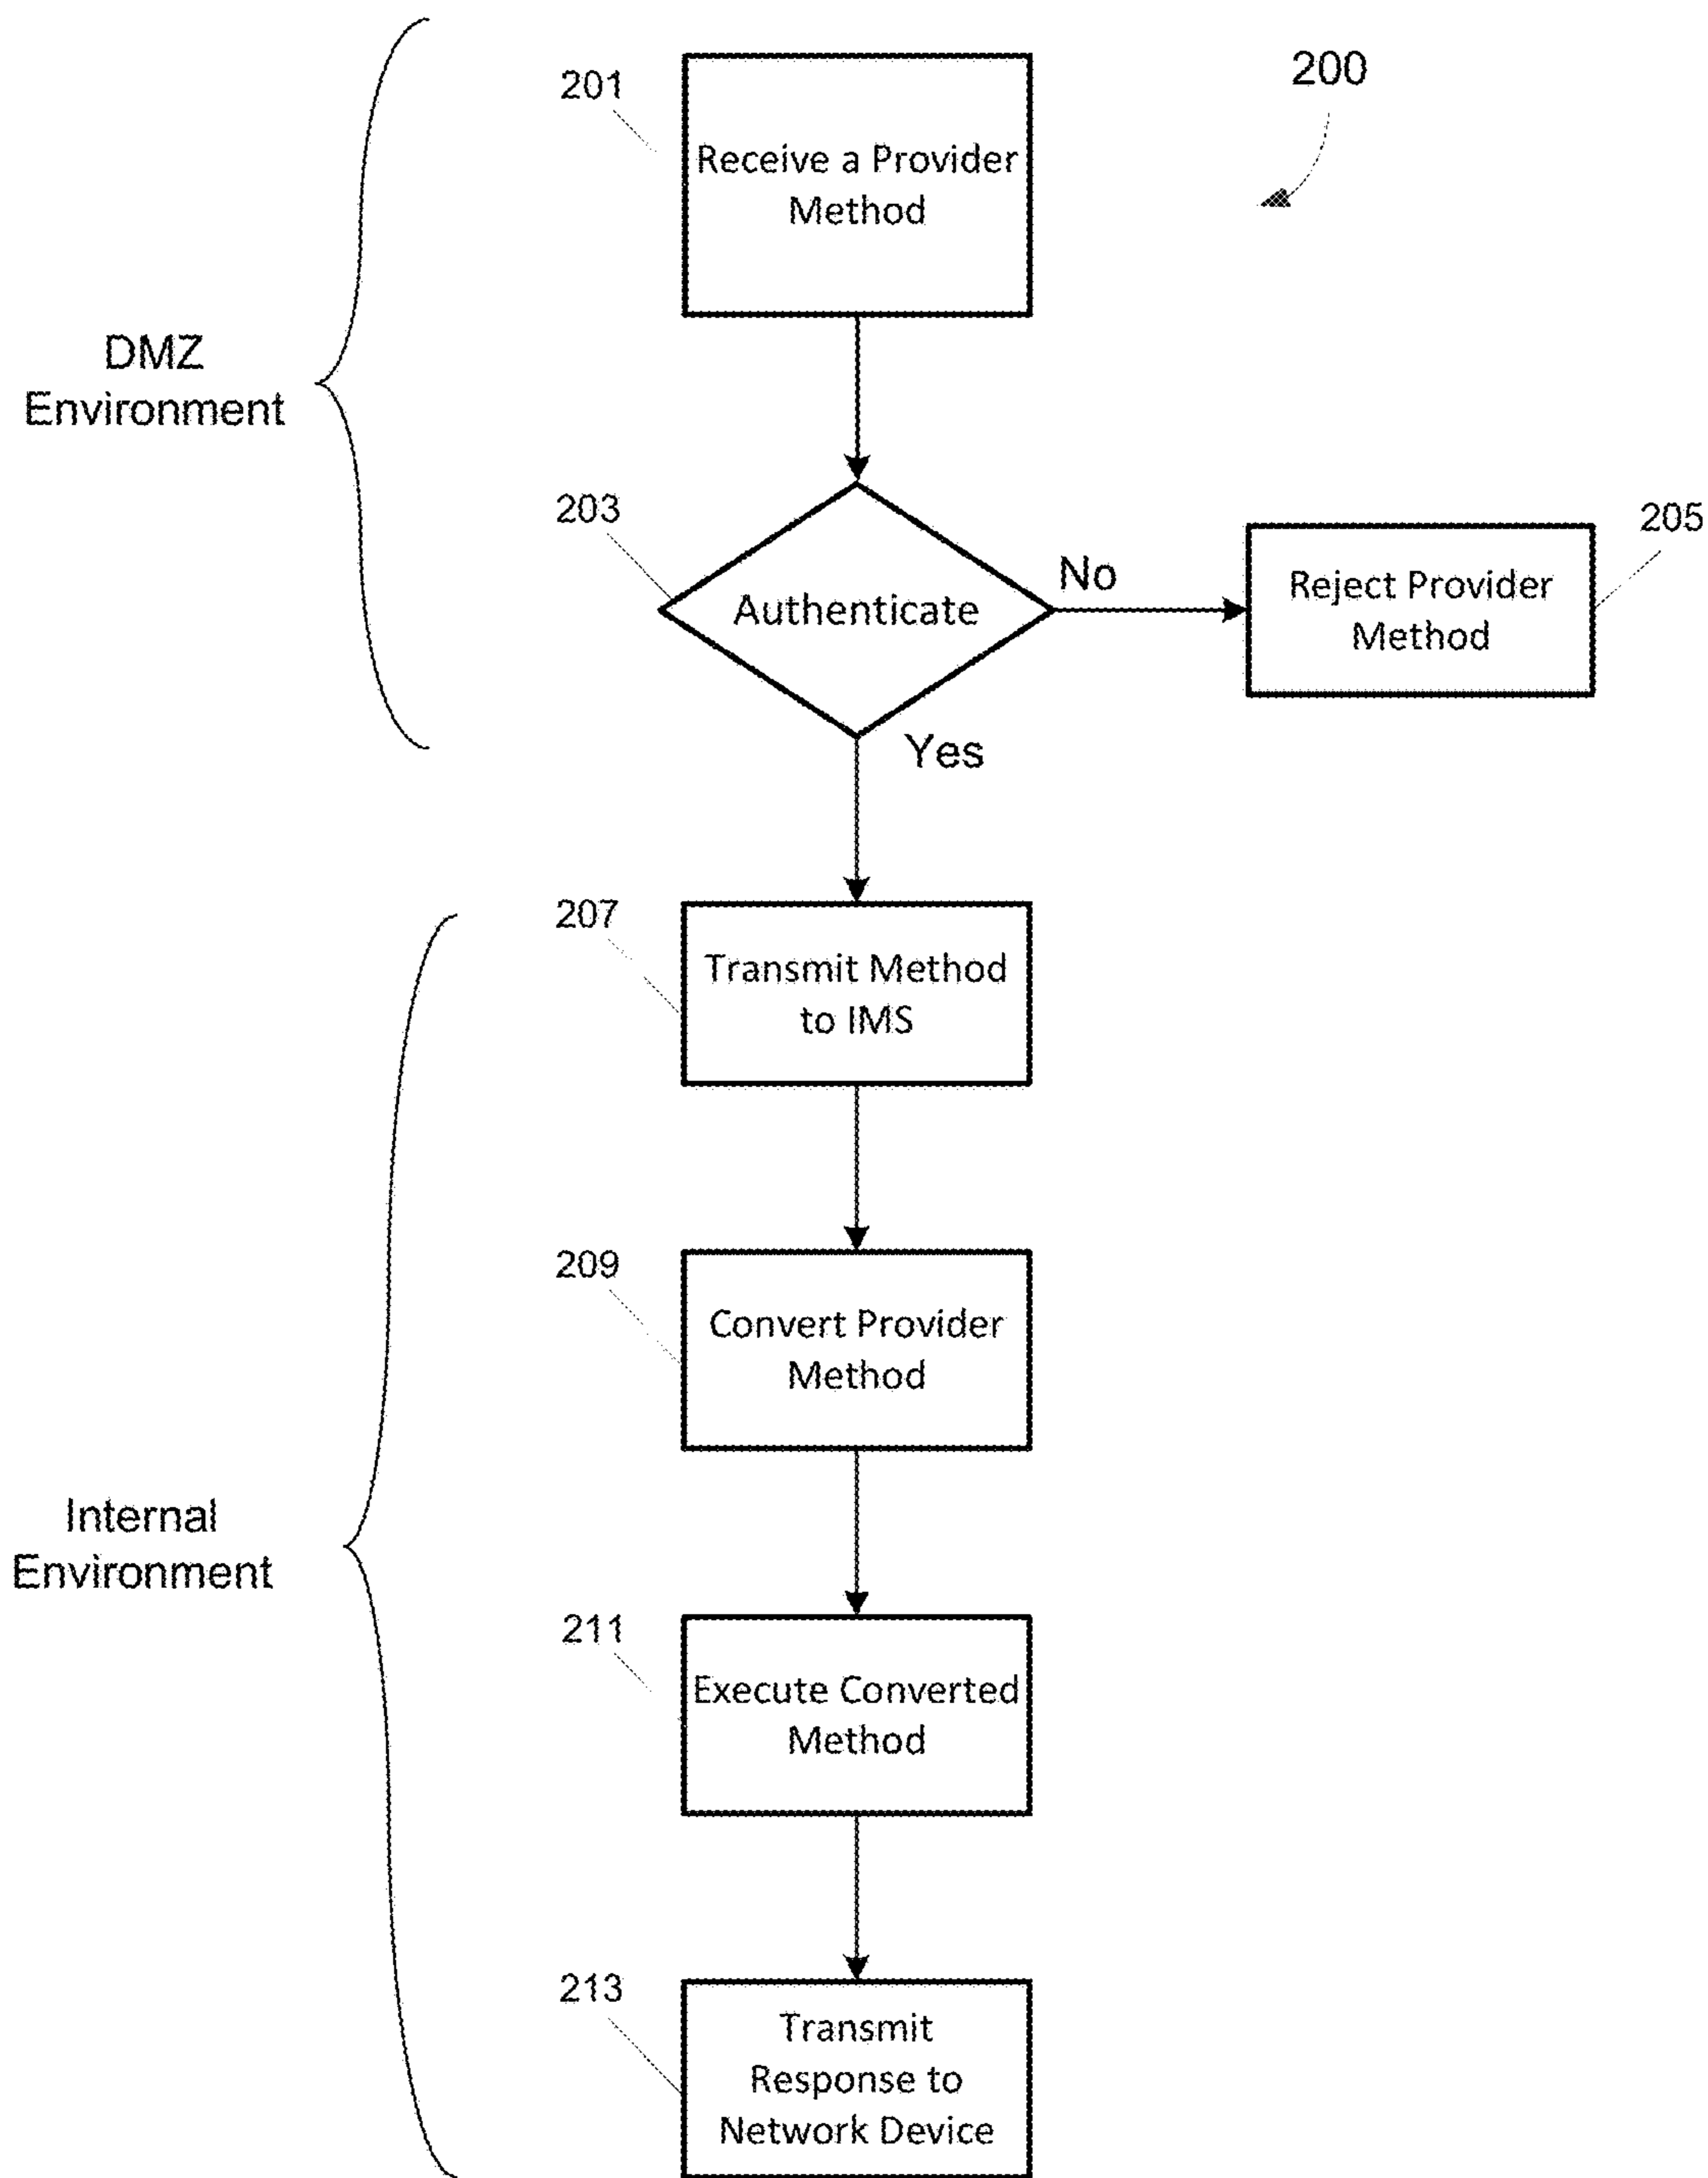 200
201
Receive a Provider
Method
DMZ
Environment
203
Authenticate
No
205
Reject Provider
Method
Yes
207
Transmit Method
to IMS
209
Convert Provider
Method
Internal
Environment
211
Execute Converted
Method
213
Transmit
Response to
Network Device